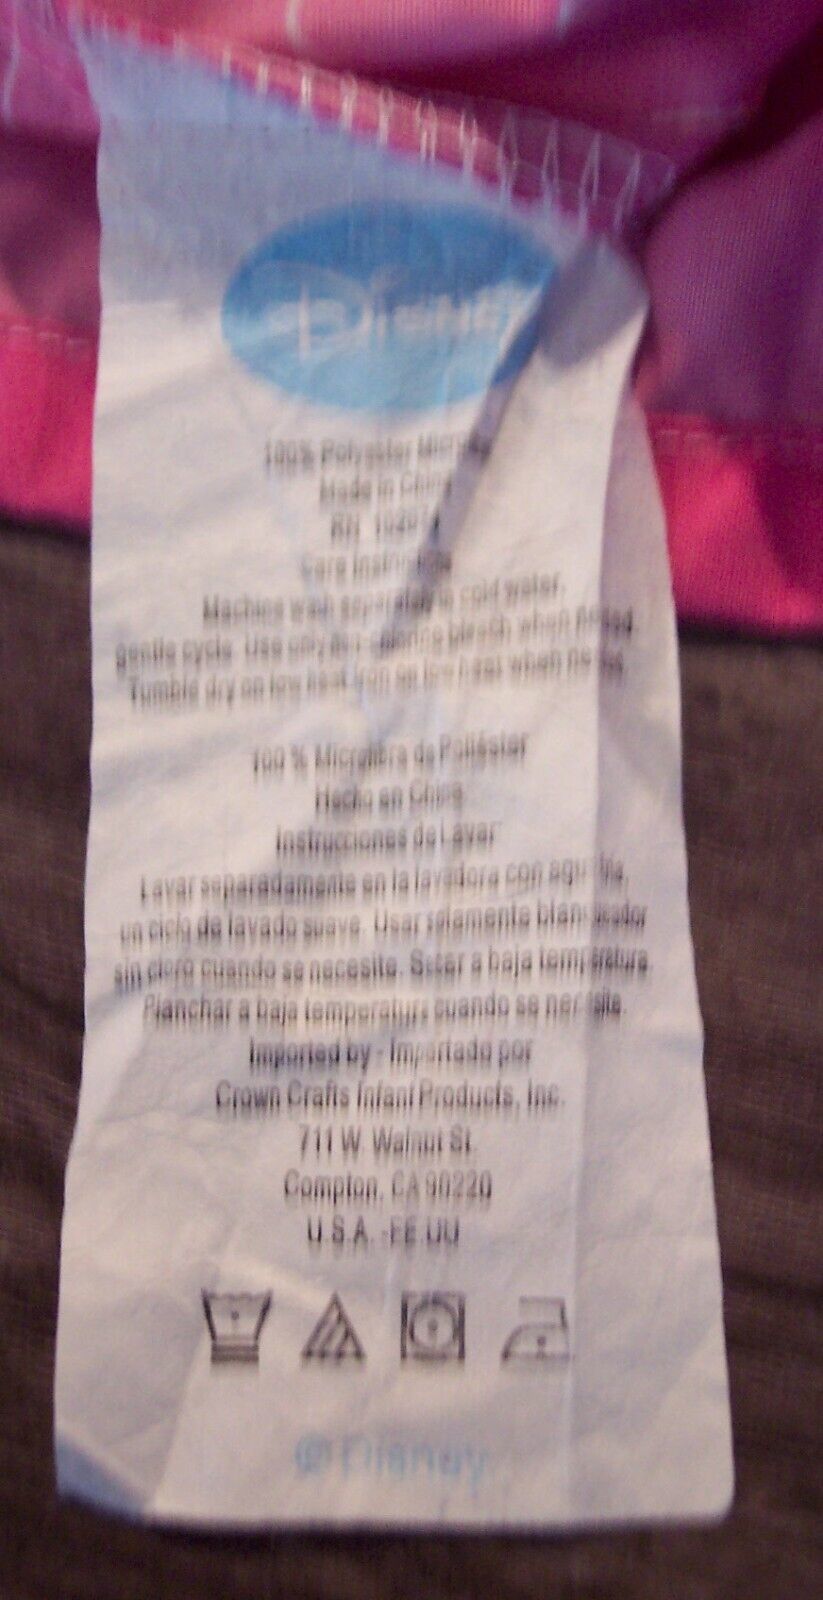 Disney
100% Polyester
Made in China
RN
Care
Machine wash separately in cold water,
gentle cycle. Use only non-chlorine bleach when needed.
Tumble dry on low heat. Iron on low heat when
100 % Microfibra de Poliéster
Hecho en China
Instrucciones de Lavar
Lavar separadamente en la lavadora con agua fria,
un ciclo de lavado suave. Usar solamente blanqueador
sin cloro cuando se necesite. Secar a baja temperatura.
Planchar a baja temperatura cuando se necesite.
Imported by - Importado por
Crown Crafts Infant Products, Inc.
711 W. Walnut St.
Compton, CA 90220
U.S.A. -EE.UU
© Disney